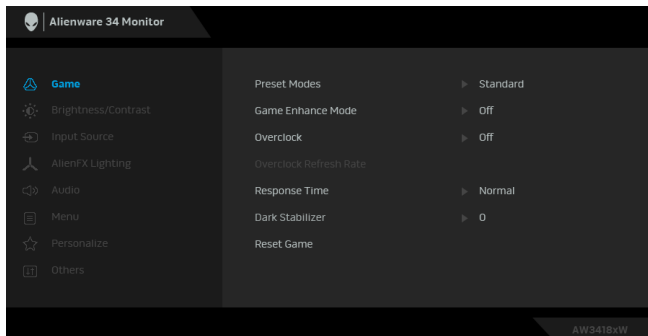 Alienware 34 Monitor
Game
Preset Modes Standard
Brightness/Contrast
Game Enhance Mode Off
Input Source
Overclock Off
AlienFX Lighting
Overclock Refresh Rate
Audio
Response Time Normal
Menu
Dark Stabilizer 0
Personalize
Reset Game
Others
AW3418xW